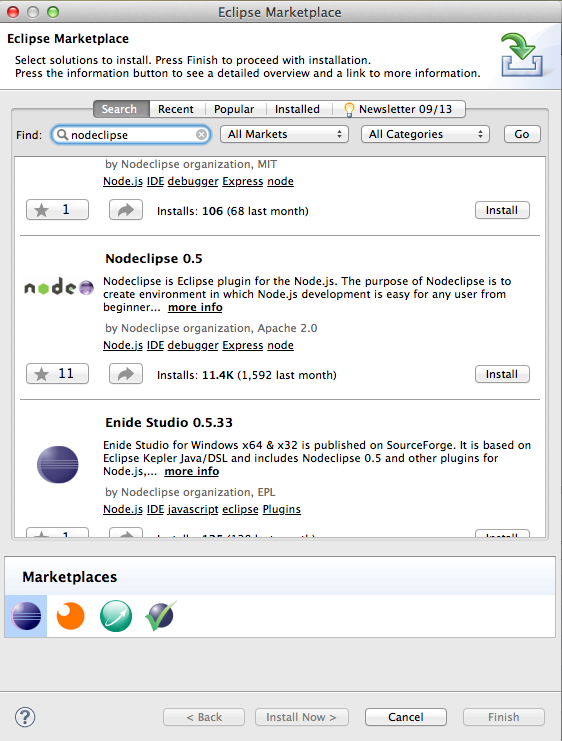 Eclipse Marketplace
Eclipse Marketplace
Select solutions to install. Press Finish to proceed with installation.
Press the information button to see a detailed overview and a link to more information.
Search Recent Popular Installed Newsletter 09/13
Find: nodeclipse All Markets All Categories Go
by Nodeclipse organization, MIT
Node.js IDE debugger Express node
1 Installs: 106 (68 last month) Install
Nodeclipse 0.5
node
Nodeclipse is Eclipse plugin for the Node.js. The purpose of Nodeclipse is to
create environment in which Node.js development is easy for any user from
beginner... more info
by Nodeclipse organization, Apache 2.0
Node.js IDE debugger Express node
11 Installs: 11.4K (1,592 last month) Install
Enide Studio 0.5.33
Enide Studio for Windows x64 & x32 is published on SourceForge. It is based on
Eclipse Kepler Java/DSL and includes Nodeclipse 0.5 and other plugins for
Node.js,... more info
by Nodeclipse organization, EPL
Node.js IDE javascript eclipse Plugins
Marketplaces
? < Back Install Now > Cancel Finish